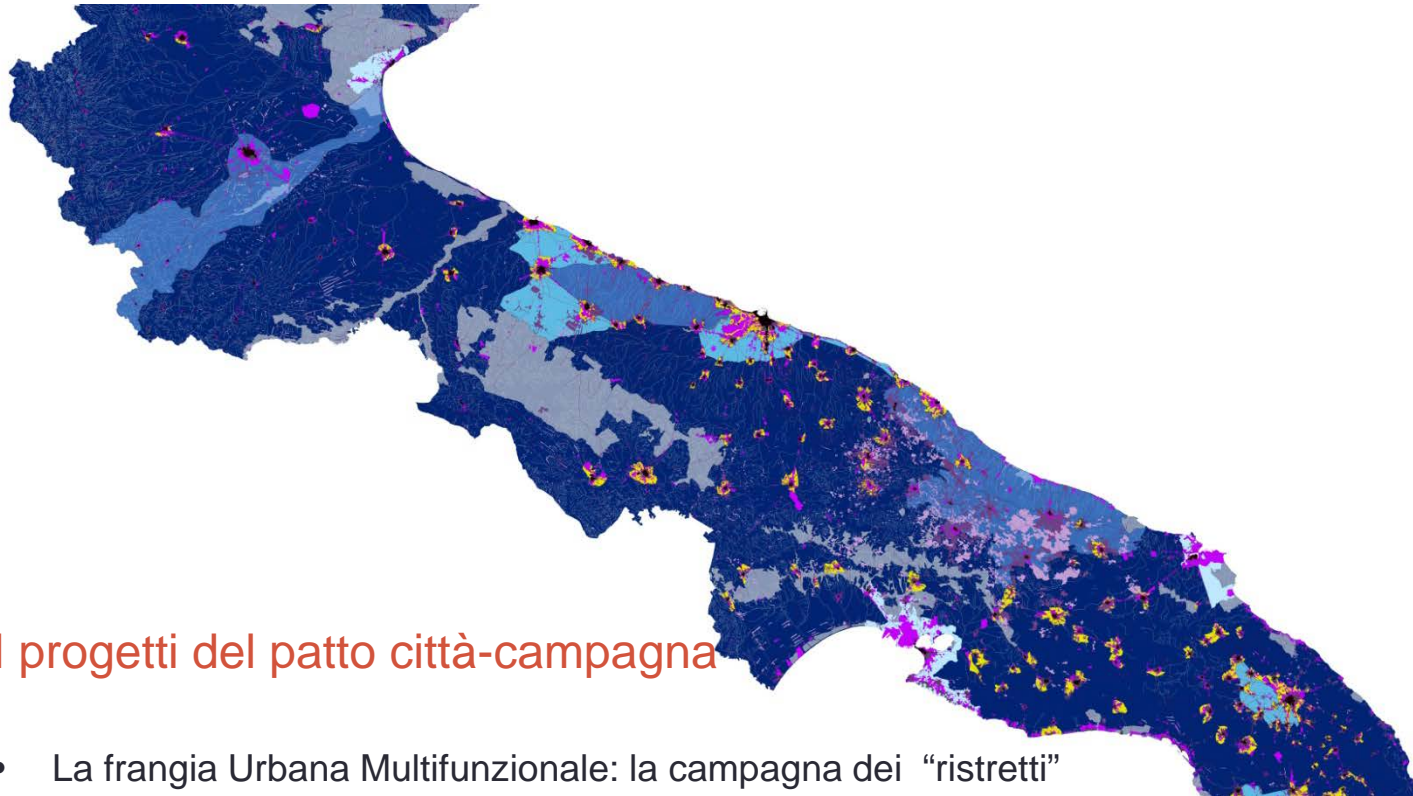 I progetti del patto città-campagna
• La frangia Urbana Multifunzionale: la campagna dei “ristretti”